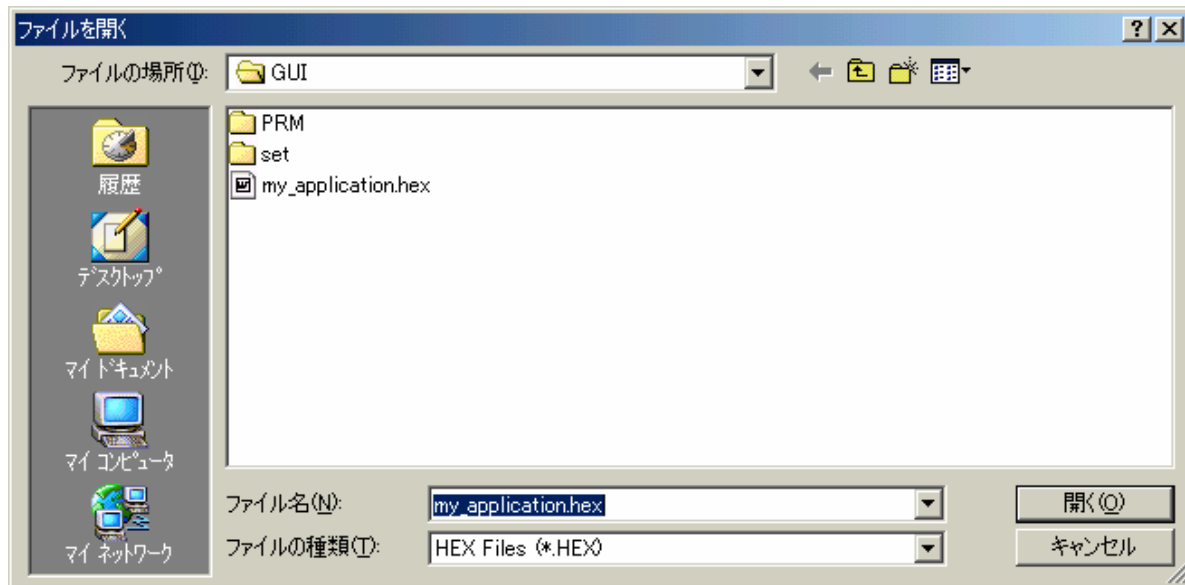 ファイルを開く
ファイルの場所(I):
GUI
履歴
デスクトップ
マイ ドキュメント
マイ コンピュータ
マイ ネットワーク
PRM
set
my_application.hex
ファイル名(N):
my_application.hex
開く(O)
ファイルの種類(T):
HEX Files (*.HEX)
キャンセル